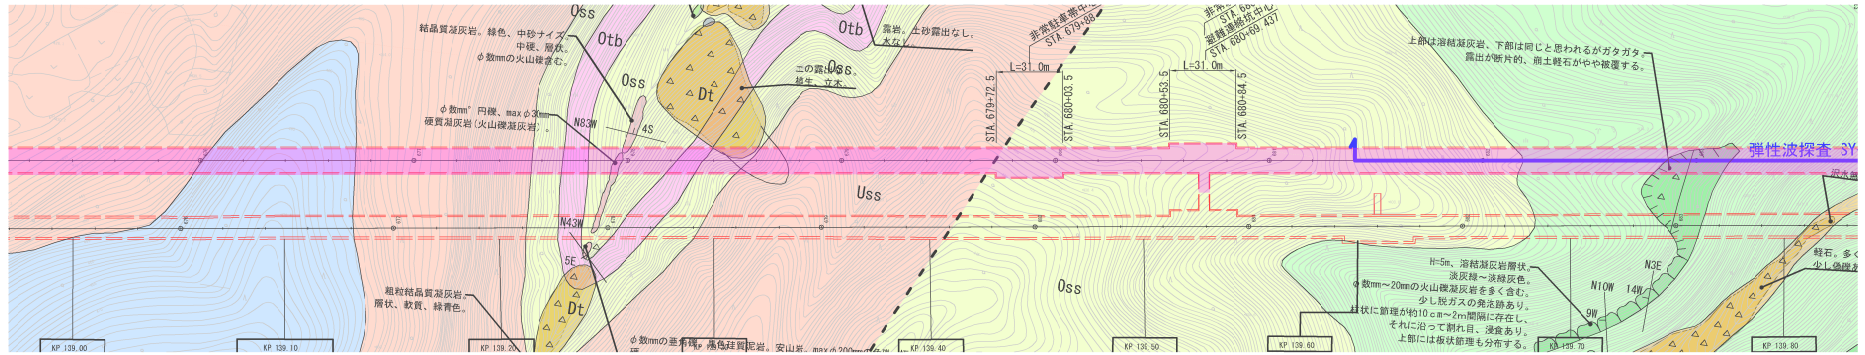 Oss
結晶質凝灰岩。緑色、中砂サイズ。
中硬、層状。
φ数mmの火山礫含む。
Otb
Otb
露岩。土砂露出なし。
水なし。
非常駐車帯中心
STA.679+88
避難連絡坑中心
STA.680+69.437
上部は溶結凝灰岩、下部は同じと思われるがガタガタ。
露出が断片的、崩土軽石がやや被覆する。
Oss
Oss
この露出
植生、立木。
Dt
L=31.0m
L=31.0m
STA.679+72.5
STA.680+03.5
STA.680+53.5
STA.680+84.5
φ数mm 円礫、maxφ30mm
硬質凝灰岩(火山礫凝灰岩)。
N83W
4S
弾性波探査 SY
Uss
N43W
5E
Oss
粗粒結晶質凝灰岩。
層状、軟質、緑青色。
Dt
H=5m、溶結凝灰岩層状。
淡灰緑～淡緑灰色。
φ数mm～20mmの火山礫凝灰岩を多く含む。
少し脱ガスの発泡跡あり。
柱状に節理が約10cm～2m間隔に存在し、
それに沿って割れ目、浸食あり。
上部には板状節理も分布する。
N3E
N10W
14W
9W
軽石。多く
KP 139.00
KP 139.10
KP 139.20
KP 139.40
KP 139.50
KP 139.60
KP 139.70
KP 139.80